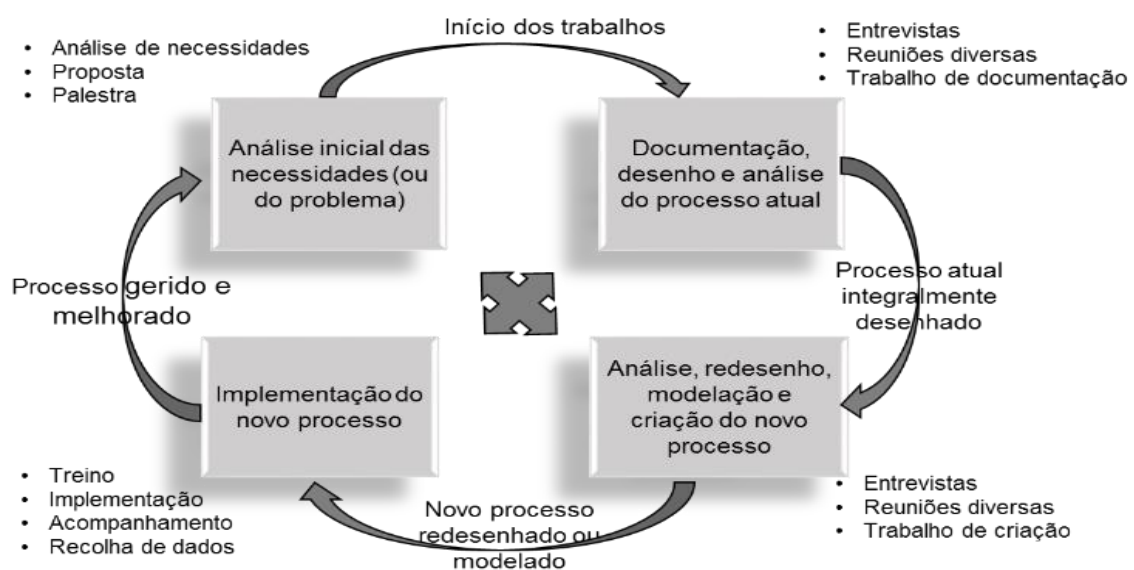 Início dos trabalhos
• Análise de necessidades
• Proposta
• Palestra
• Entrevistas
• Reuniões diversas
• Trabalho de documentação
Análise inicial das
necessidades (ou
do problema)
Documentação,
desenho e análise
do processo atual
Processo gerido e
melhorado
Processo atual
integralmente
desenhado
Implementação do
novo processo
Análise, redesenho,
modelação e
criação do novo
processo
• Treino
• Implementação
• Acompanhamento
• Recolha de dados
Novo processo
redesenhado ou
modelado
• Entrevistas
• Reuniões diversas
• Trabalho de criação